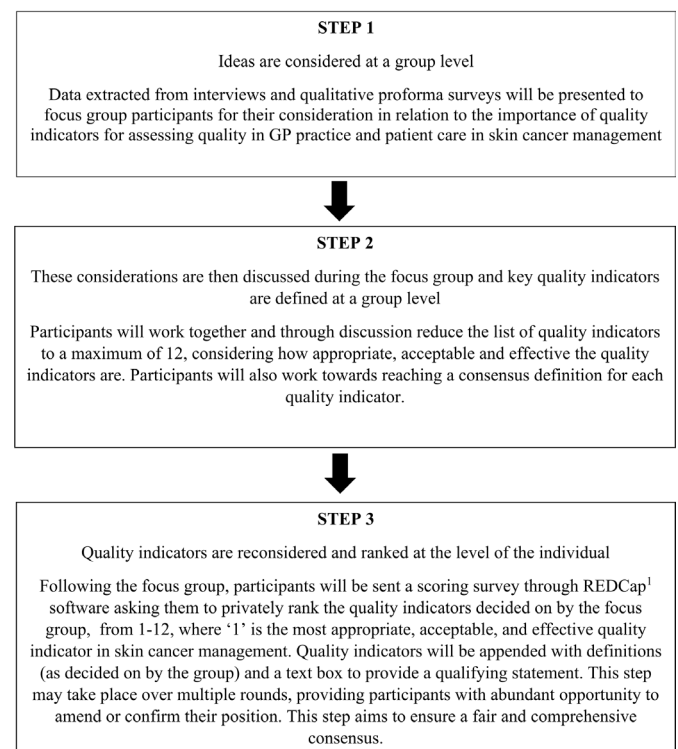 STEP 1
Ideas are considered at a group level
Data extracted from interviews and qualitative proforma surveys will be presented to
focus group participants for their consideration in relation to the importance of quality
indicators for assessing quality in GP practice and patient care in skin cancer management
STEP 2
These considerations are then discussed during the focus group and key quality indicators
are defined at a group level
Participants will work together and through discussion reduce the list of quality indicators
to a maximum of 12, considering how appropriate, acceptable and effective the quality
indicators are. Participants will also work towards reaching a consensus definition for each
quality indicator.
STEP 3
Quality indicators are reconsidered and ranked at the level of the individual
Following the focus group, participants will be sent a scoring survey through REDCap¹
software asking them to privately rank the quality indicators decided on by the focus
group, from 1-12, where ‘1’ is the most appropriate, acceptable, and effective quality
indicator in skin cancer management. Quality indicators will be appended with definitions
(as decided on by the group) and a text box to provide a qualifying statement. This step
may take place over multiple rounds, providing participants with abundant opportunity to
amend or confirm their position. This step aims to ensure a fair and comprehensive
consensus.